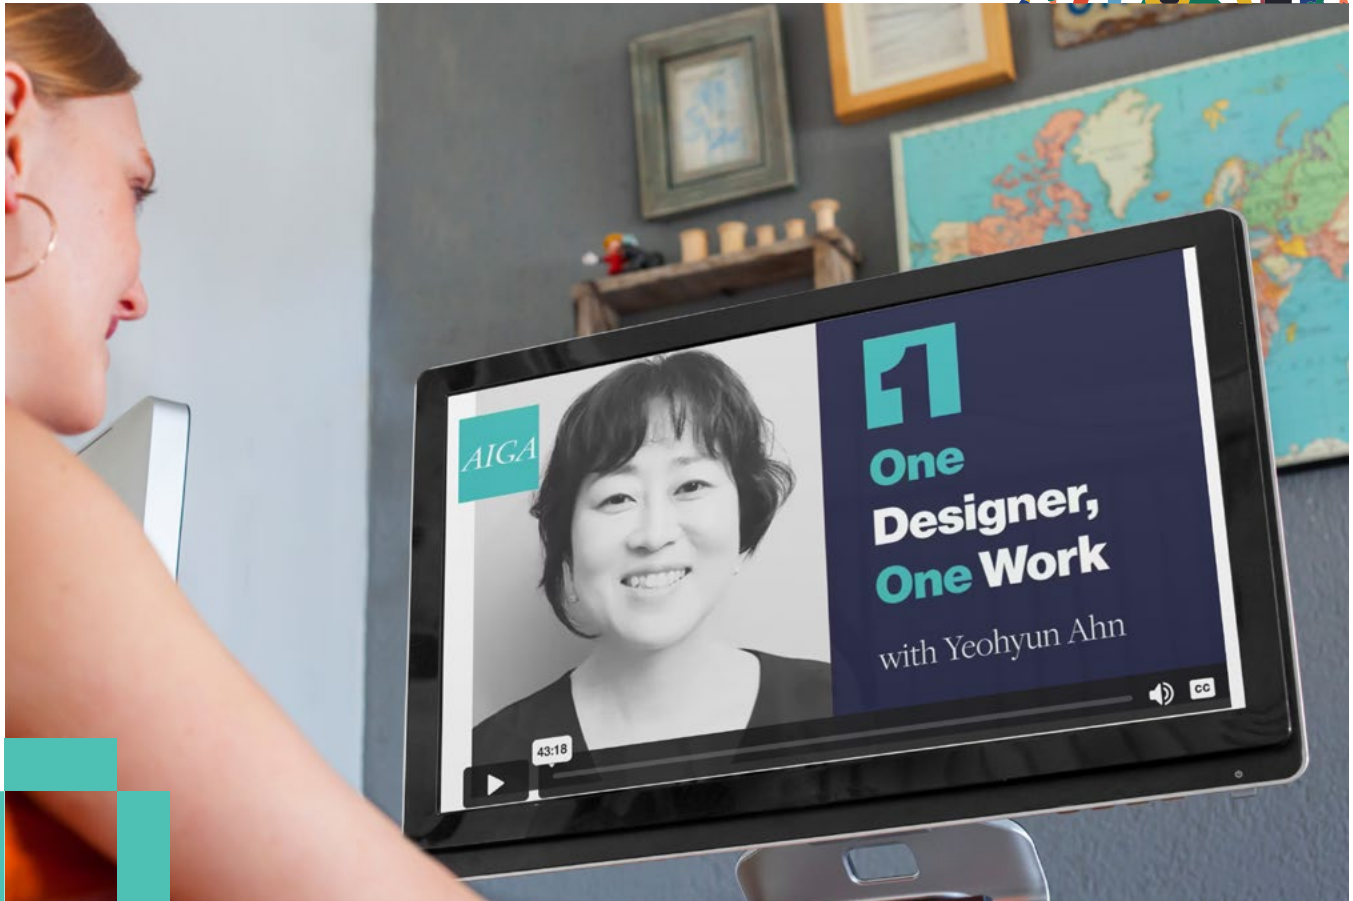 AIGA
1
One
Designer,
One Work
with Yeohyun Ahn
43:18
CC